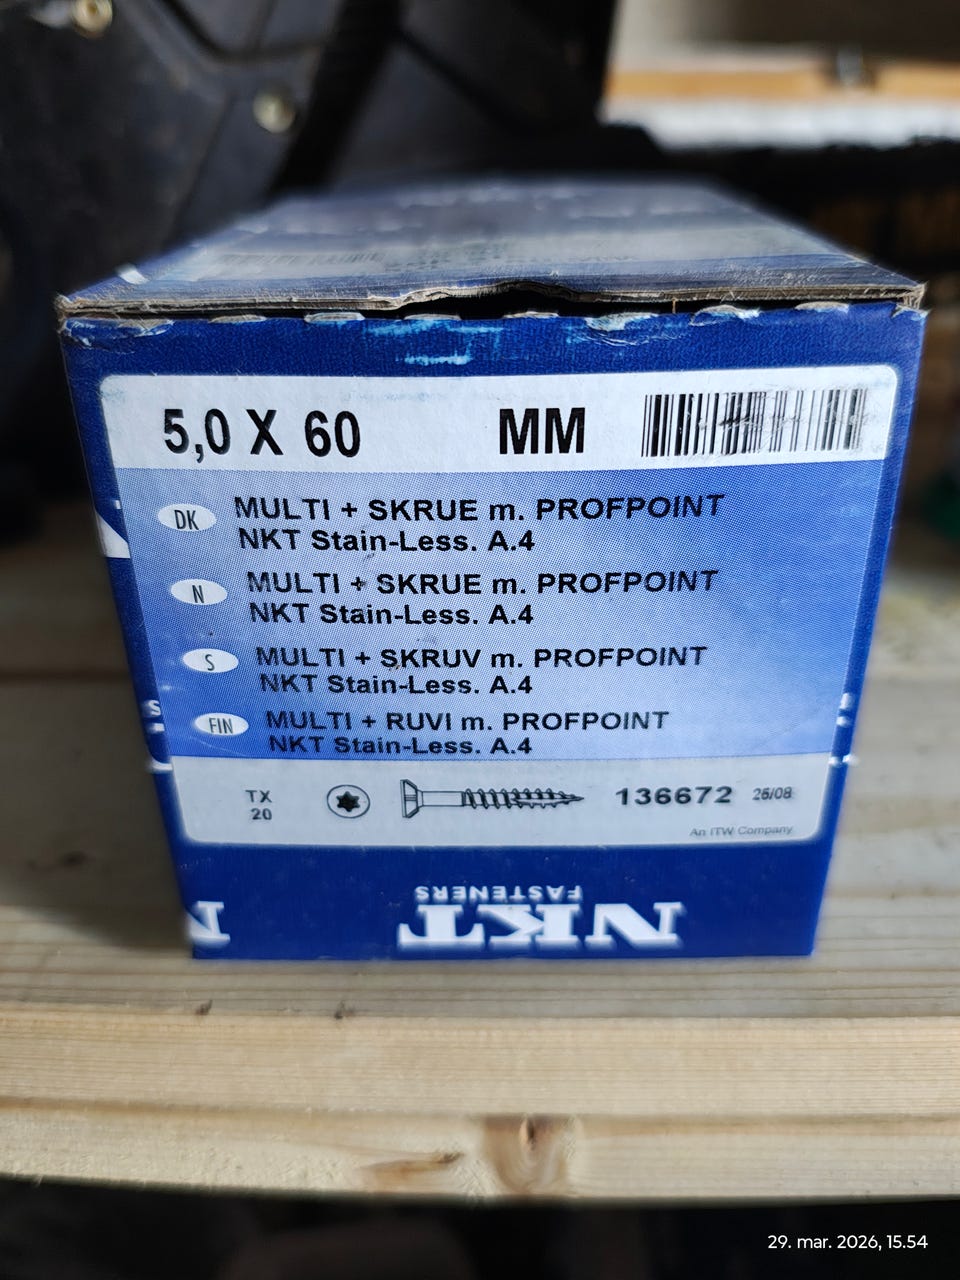 5,0 X 60 MM
DK MULTI + SKRUE m. PROFPOINT
NKT Stain-Less. A.4
N MULTI + SKRUE m. PROFPOINT
NKT Stain-Less. A.4
S MULTI + SKRUV m. PROFPOINT
NKT Stain-Less. A.4
FIN MULTI + RUVI m. PROFPOINT
NKT Stain-Less. A.4
TX
20
136672 26/08
An ITW Company
FASTENERS
NKT
N
29. mar. 2026, 15.54